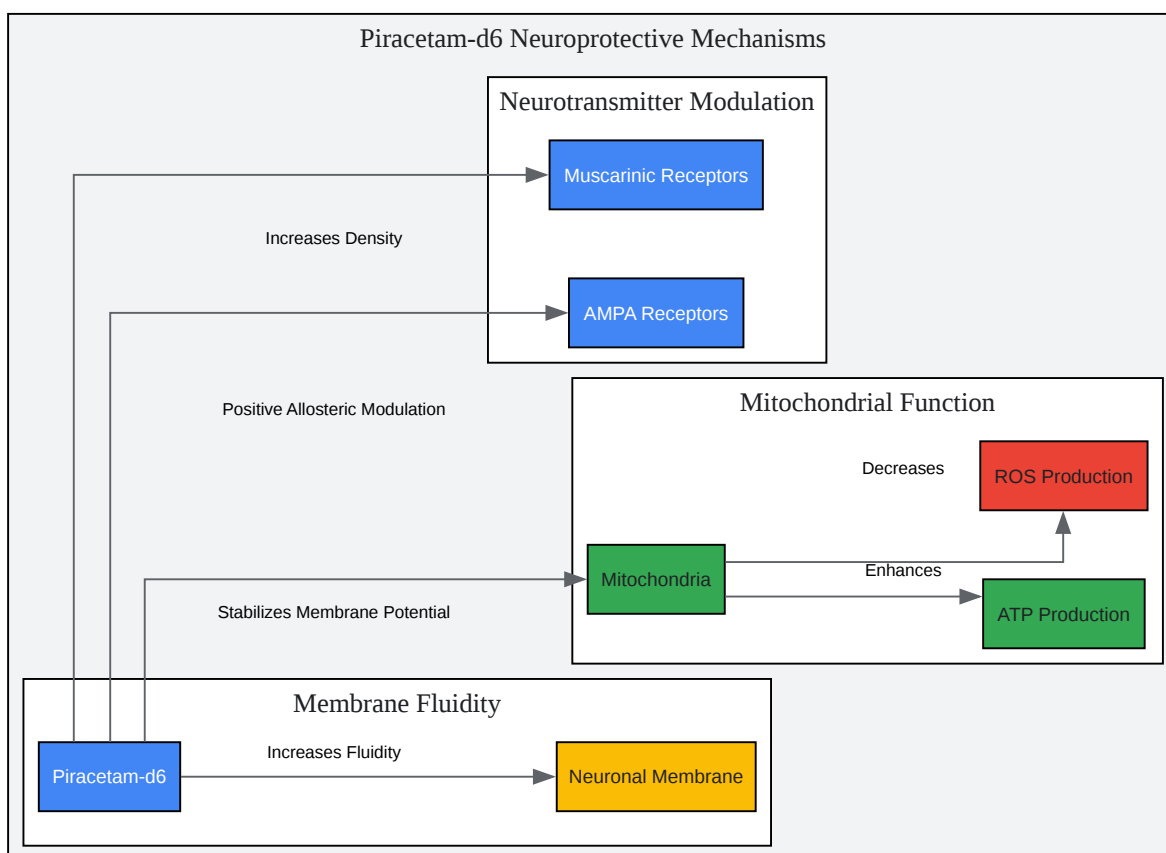 Piracetam-d6 Neuroprotective Mechanisms
Neurotransmitter Modulation
Muscarinic Receptors
Increases Density
AMPA Receptors
Positive Allosteric Modulation
Mitochondrial Function
Decreases
ROS Production
Mitochondria
Enhances
ATP Production
Stabilizes Membrane Potential
Membrane Fluidity
Piracetam-d6
Increases Fluidity
Neuronal Membrane